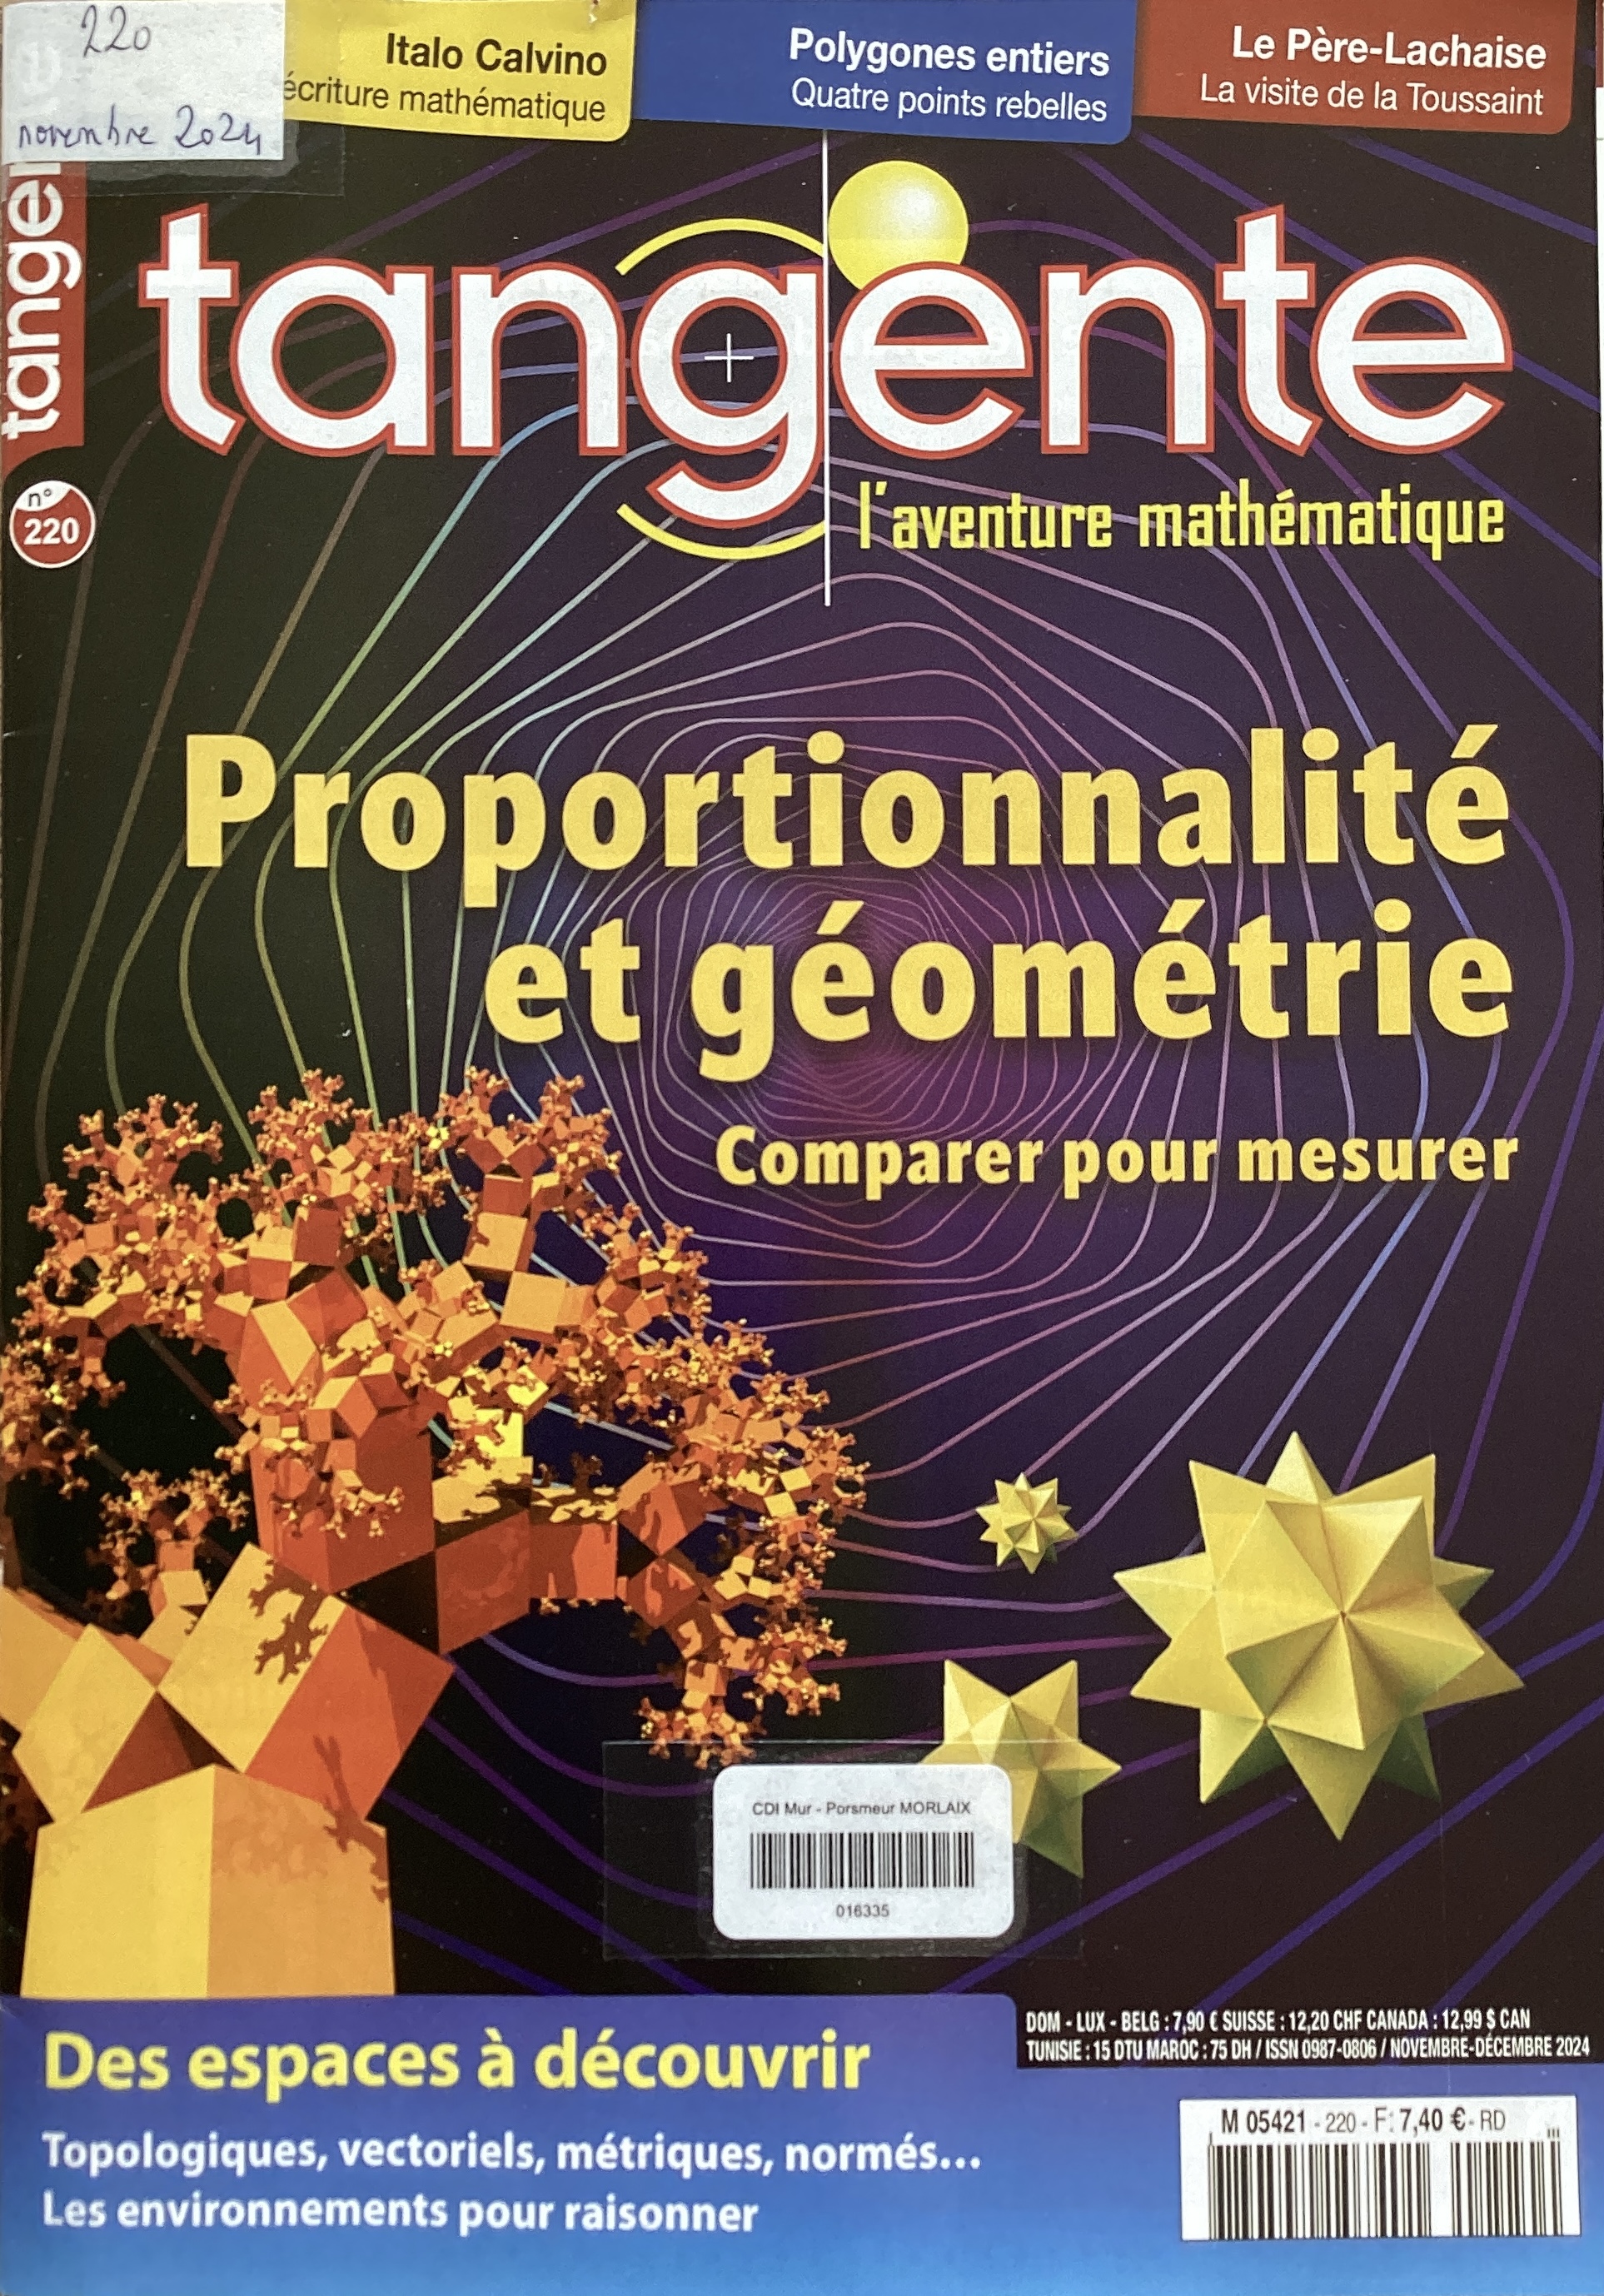 220
novembre 2024
Italo Calvino
écriture mathématique
Polygones entiers
Quatre points rebelles
Le Père-Lachaise
La visite de la Toussaint
tangente
l'aventure mathématique
n°
220
Proportionnalité
et géométrie
Comparer pour mesurer
CDI Mur - Porsmeur MORLAIX
016335
DOM - LUX - BELG : 7,90 € SUISSE : 12,20 CHF CANADA : 12,99 $ CAN
TUNISIE : 15 DTU MAROC : 75 DH / ISSN 0987-0806 / NOVEMBRE-DÉCEMBRE 2024
Des espaces à découvrir
Topologiques, vectoriels, métriques, normés...
Les environnements pour raisonner
M 05421 - 220 - F: 7,40 € - RD